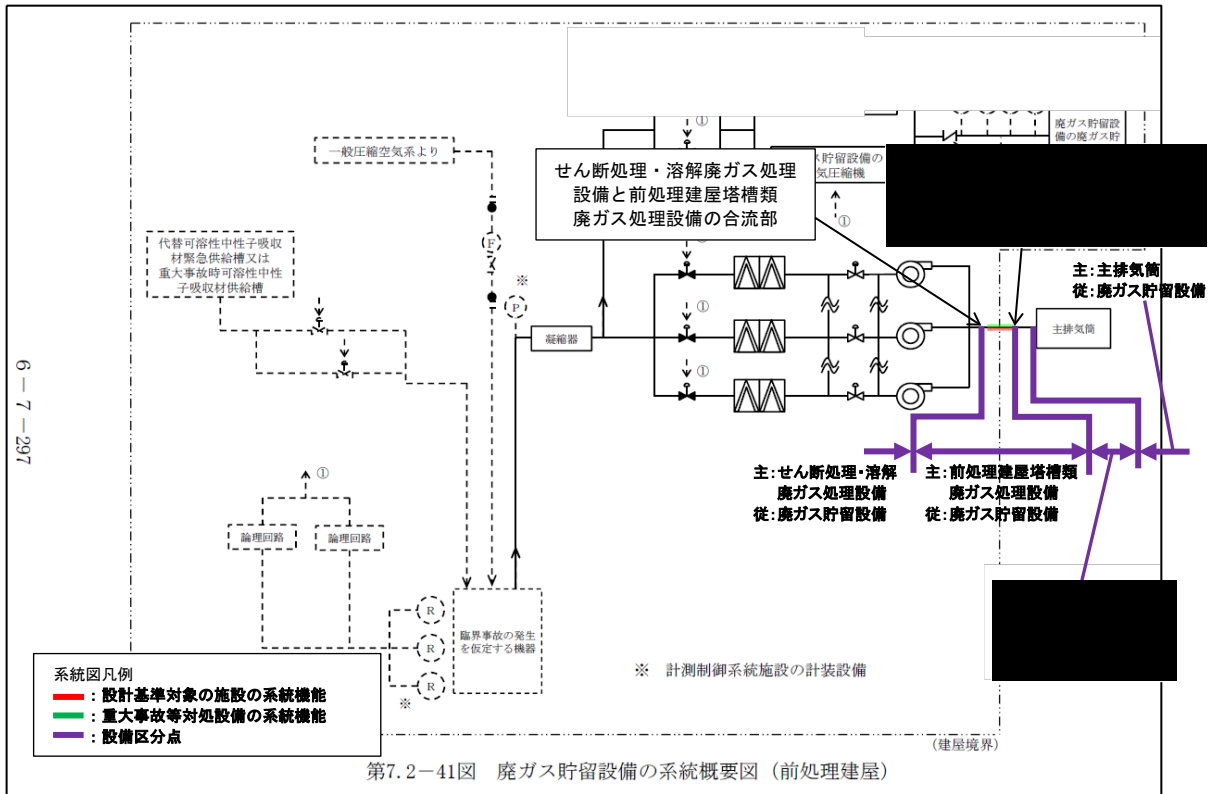 ①
廃ガス貯留設
備の廃ガス貯
一般圧縮空気系より
せん断処理・溶解廃ガス処理
設備と前処理建屋塔槽類
廃ガス処理設備の合流部
貯留設備の
気圧縮機
①
①
代替可溶性中性子吸収
材緊急供給槽又は
重大事故時可溶性中性
子吸収材供給槽
F
※
P
①
主:主排気筒
従:廃ガス貯留設備
凝縮器
主排気筒
①
6-7-297
主:せん断処理・溶解
廃ガス処理設備
従:廃ガス貯留設備
主:前処理建屋塔槽類
廃ガス処理設備
従:廃ガス貯留設備
①
論理回路
論理回路
R
R
R
※
臨界事故の発生
を仮定する機器
※ 計測制御系統施設の計装設備
系統図凡例
:設計基準対象の施設の系統機能
:重大事故等対処設備の系統機能
:設備区分点
(建屋境界)
第7.2-41図 廃ガス貯留設備の系統概要図(前処理建屋)